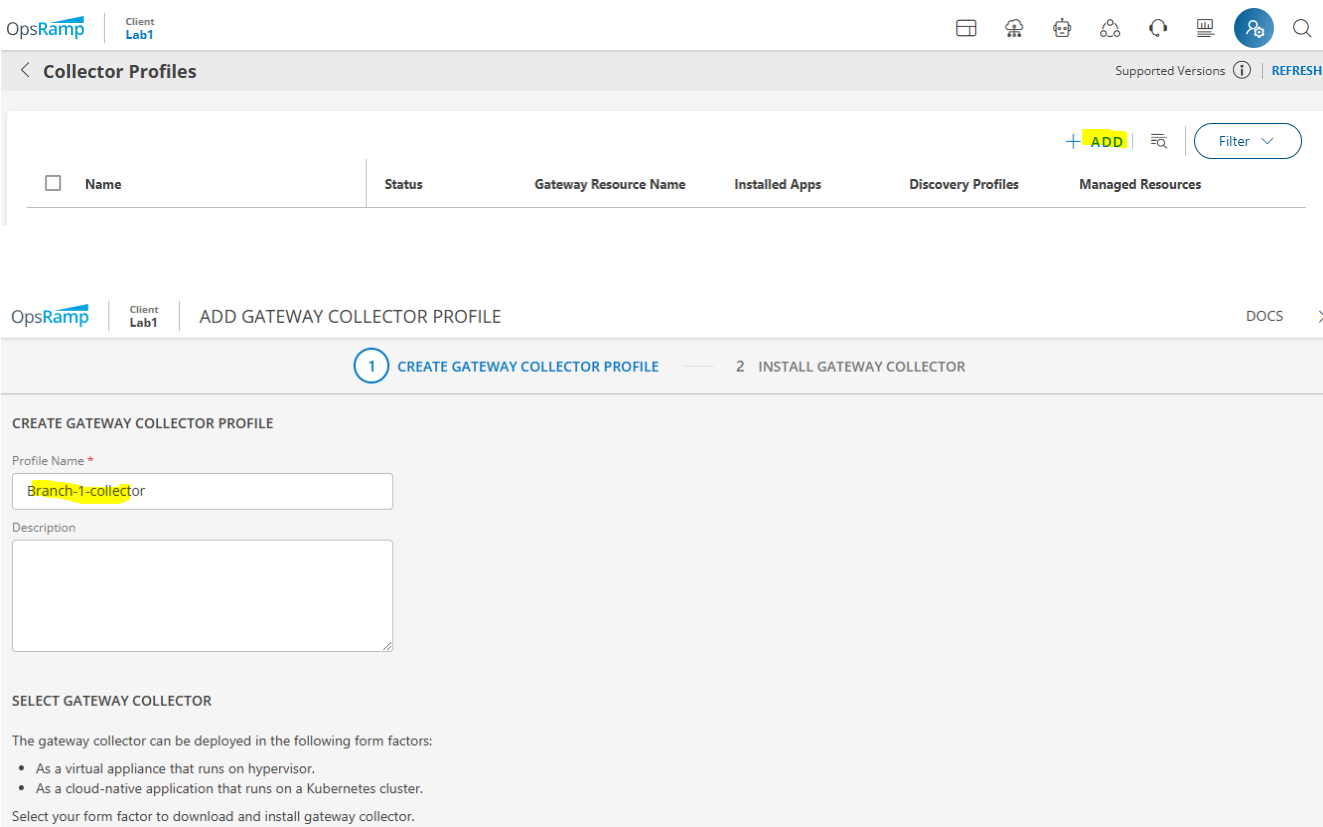 OpsRamp Client
Lab1
Collector Profiles Supported Versions REFRESH
ADD Filter
Name Status Gateway Resource Name Installed Apps Discovery Profiles Managed Resources
OpsRamp Client
Lab1 ADD GATEWAY COLLECTOR PROFILE DOCS
1 CREATE GATEWAY COLLECTOR PROFILE 2 INSTALL GATEWAY COLLECTOR
CREATE GATEWAY COLLECTOR PROFILE
Profile Name *
Branch-1-collector
Description
SELECT GATEWAY COLLECTOR
The gateway collector can be deployed in the following form factors:
• As a virtual appliance that runs on hypervisor.
• As a cloud-native application that runs on a Kubernetes cluster.
Select your form factor to download and install gateway collector.